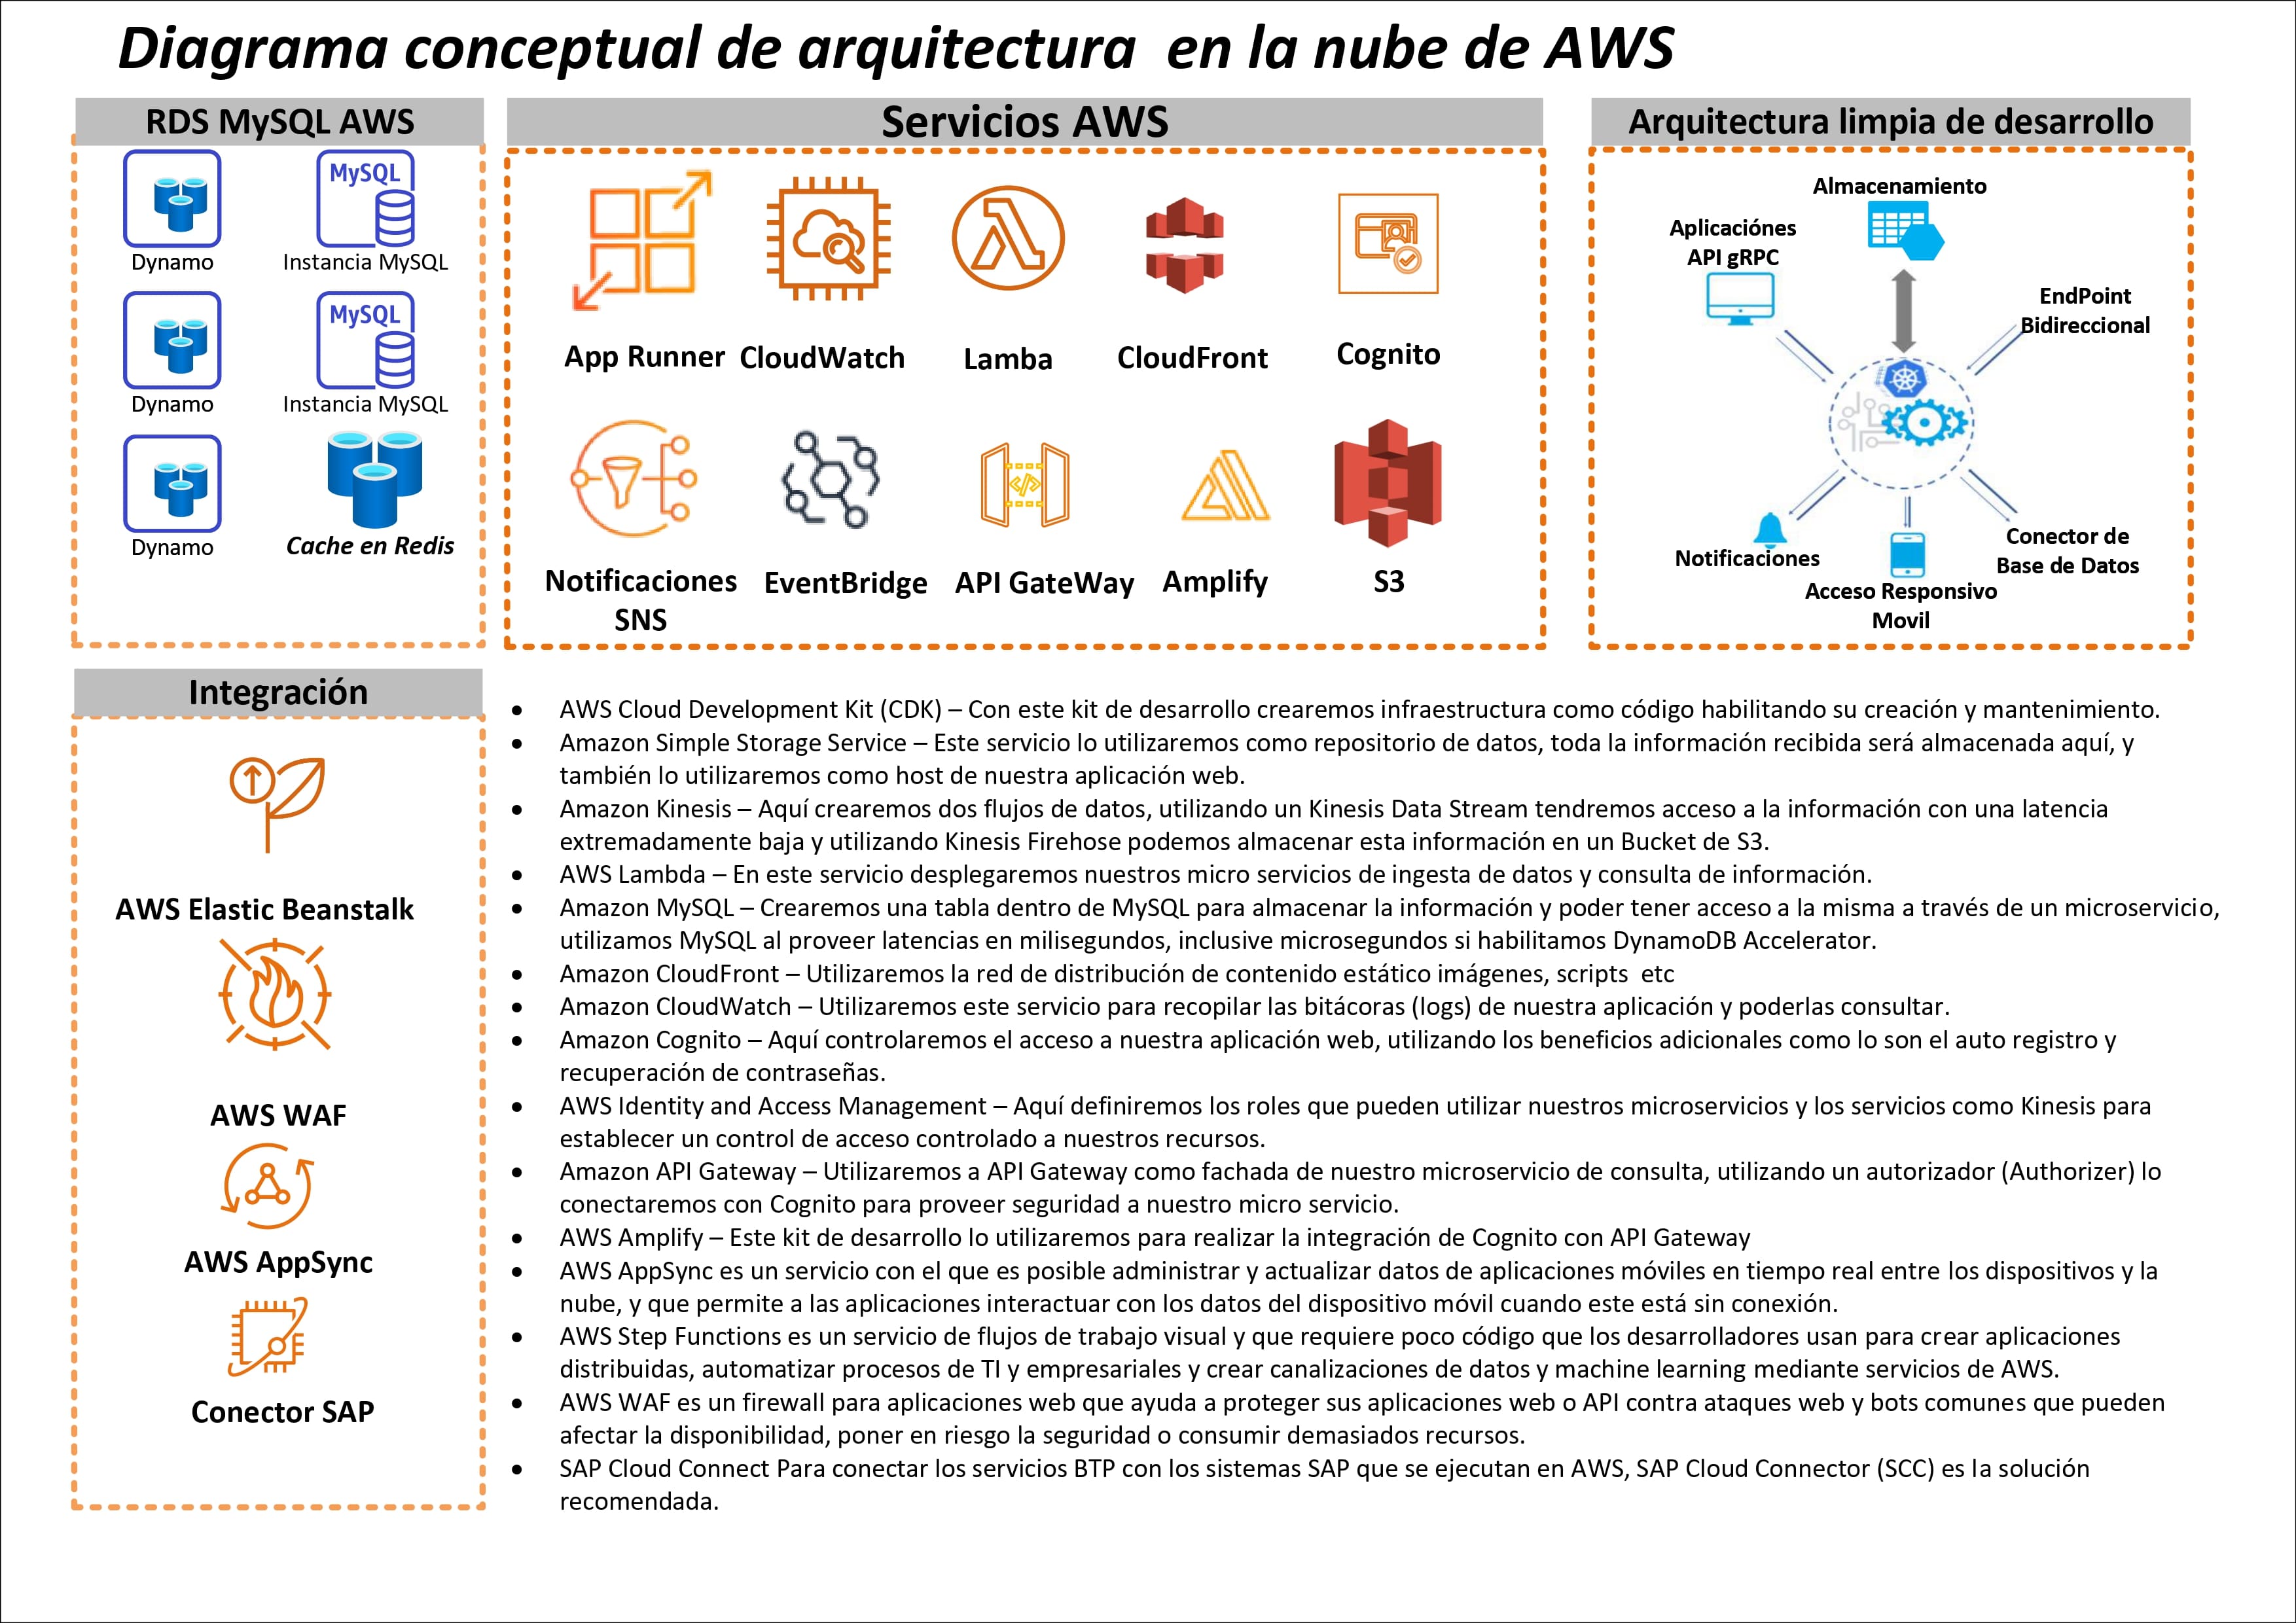 Diagrama conceptual de arquitectura en la nube de AWS
RDS MySQL AWS
MySQL
Dynamo
Instancia MySQL
MySQL
Dynamo
Instancia MySQL
Dynamo
Cache en Redis
Servicios AWS
App Runner
CloudWatch
Lamba
CloudFront
Cognito
Notificaciones
SNS
EventBridge
API GateWay
Amplify
S3
Arquitectura limpia de desarrollo
Almacenamiento
Aplicaciónes
API gRPC
EndPoint
Bidireccional
Notificaciones
Acceso Responsivo
Movil
Conector de
Base de Datos
Integración
AWS Elastic Beanstalk
AWS WAF
AWS AppSync
Conector SAP
• AWS Cloud Development Kit (CDK) – Con este kit de desarrollo crearemos infraestructura como código habilitando su creación y mantenimiento.
• Amazon Simple Storage Service – Este servicio lo utilizaremos como repositorio de datos, toda la información recibida será almacenada aquí, y
también lo utilizaremos como host de nuestra aplicación web.
• Amazon Kinesis – Aquí crearemos dos flujos de datos, utilizando un Kinesis Data Stream tendremos acceso a la información con una latencia
extremadamente baja y utilizando Kinesis Firehose podemos almacenar esta información en un Bucket de S3.
• AWS Lambda – En este servicio desplegaremos nuestros micro servicios de ingesta de datos y consulta de información.
• Amazon MySQL – Crearemos una tabla dentro de MySQL para almacenar la información y poder tener acceso a la misma a través de un microservicio,
utilizamos MySQL al proveer latencias en milisegundos, inclusive microsegundos si habilitamos DynamoDB Accelerator.
• Amazon CloudFront – Utilizaremos la red de distribución de contenido estático imágenes, scripts etc
• Amazon CloudWatch – Utilizaremos este servicio para recopilar las bitácoras (logs) de nuestra aplicación y poderlas consultar.
• Amazon Cognito – Aquí controlaremos el acceso a nuestra aplicación web, utilizando los beneficios adicionales como lo son el auto registro y
recuperación de contraseñas.
• AWS Identity and Access Management – Aquí definiremos los roles que pueden utilizar nuestros microservicios y los servicios como Kinesis para
establecer un control de acceso controlado a nuestros recursos.
• Amazon API Gateway – Utilizaremos a API Gateway como fachada de nuestro microservicio de consulta, utilizando un autorizador (Authorizer) lo
conectaremos con Cognito para proveer seguridad a nuestro micro servicio.
• AWS Amplify – Este kit de desarrollo lo utilizaremos para realizar la integración de Cognito con API Gateway
• AWS AppSync es un servicio con el que es posible administrar y actualizar datos de aplicaciones móviles en tiempo real entre los dispositivos y la
nube, y que permite a las aplicaciones interactuar con los datos del dispositivo móvil cuando este está sin conexión.
• AWS Step Functions es un servicio de flujos de trabajo visual y que requiere poco código que los desarrolladores usan para crear aplicaciones
distribuidas, automatizar procesos de TI y empresariales y crear canalizaciones de datos y machine learning mediante servicios de AWS.
• AWS WAF es un firewall para aplicaciones web que ayuda a proteger sus aplicaciones web o API contra ataques web y bots comunes que pueden
afectar la disponibilidad, poner en riesgo la seguridad o consumir demasiados recursos.
• SAP Cloud Connect Para conectar los servicios BTP con los sistemas SAP que se ejecutan en AWS, SAP Cloud Connector (SCC) es la solución
recomendada.